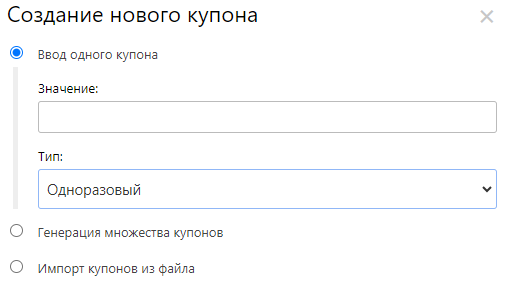 Создание нового купона
Ввод одного купона
Значение:
Тип:
Одноразовый
Генерация множества купонов
Импорт купонов из файла